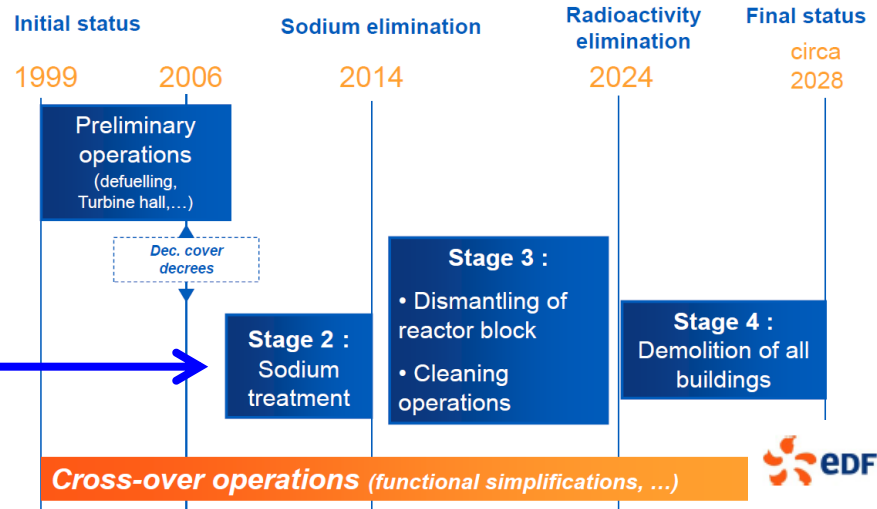 Initial status
Sodium elimination
Radioactivity
elimination
Final status
1999
2006
2014
2024
circa
2028
Preliminary
operations
(defuelling,
Turbine hall,…)
Dec. cover
decrees
Stage 2 :
Sodium
treatment
Stage 3 :
• Dismantling of
reactor block
• Cleaning
operations
Stage 4 :
Demolition of all
buildings
Cross-over operations (functional simplifications, …)
eDF